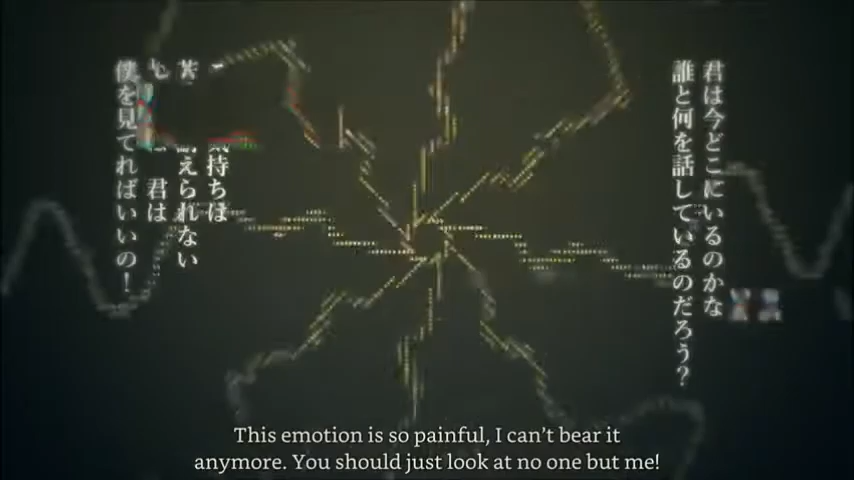 君は今どこにいるのかな
誰と何を話しているのだろう？
気持ちは
えられない
君は
僕を見てればいいの！
This emotion is so painful, I can’t bear it
anymore. You should just look at no one but me!